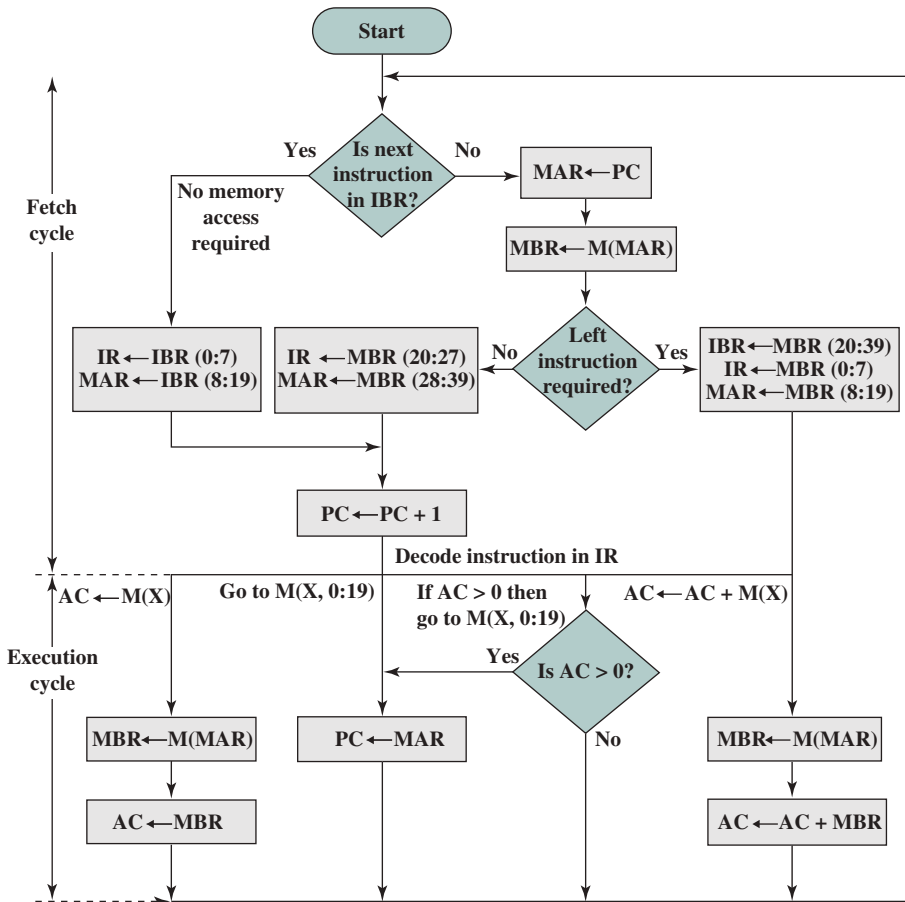 Start
Is next
instruction
in IBR?
Yes
No
No memory
access
required
MAR←PC
MBR←M(MAR)
Fetch
cycle
Left
instruction
required?
No
Yes
IR←IBR (0:7)
MAR←IBR (8:19)
IR←MBR (20:27)
MAR←MBR (28:39)
IBR←MBR (20:39)
IR←MBR (0:7)
MAR←MBR (8:19)
PC←PC + 1
Decode instruction in IR
AC←M(X)
Go to M(X, 0:19)
If AC > 0 then
go to M(X, 0:19)
AC←AC + M(X)
Execution
cycle
Yes
Is AC > 0?
No
MBR←M(MAR)
PC←MAR
MBR←M(MAR)
AC←MBR
AC←AC + MBR